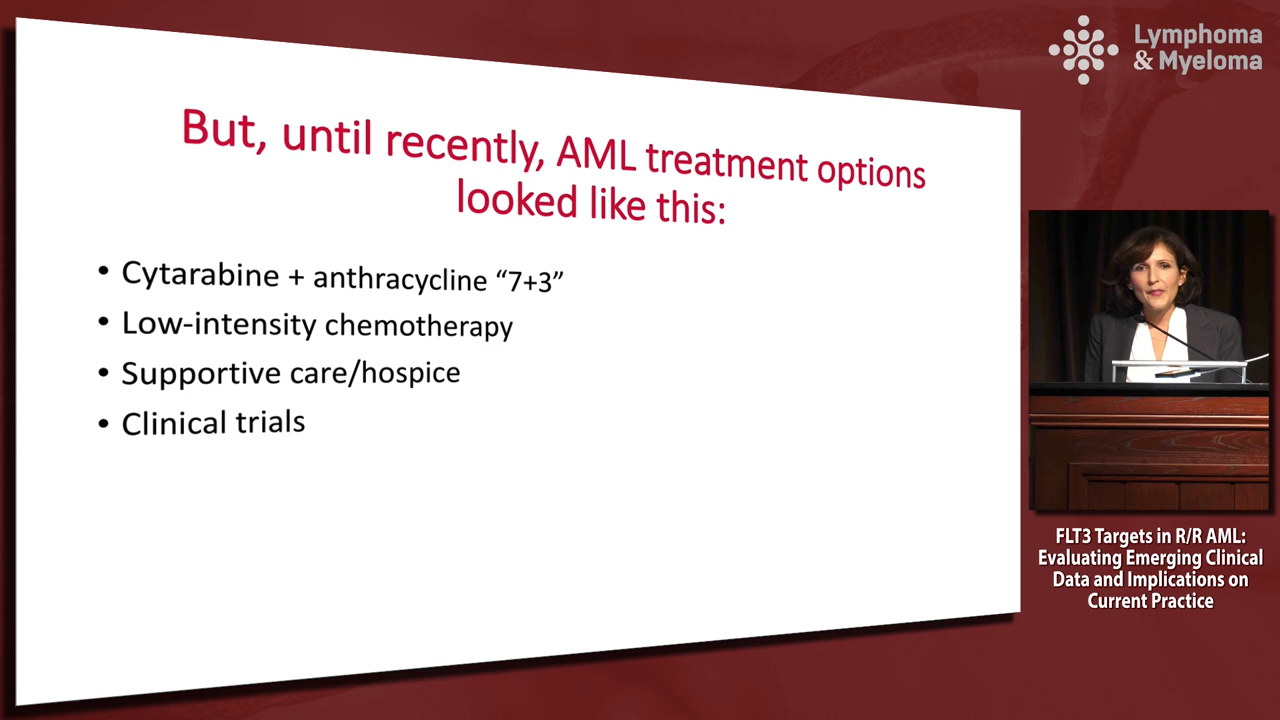 But, until recently, AML treatment options
looked like this:
• Cytarabine + anthracycline “7+3”
• Low-intensity chemotherapy
• Supportive care/hospice
• Clinical trials
Lymphoma
& Myeloma
FLT3 Targets in R/R AML:
Evaluating Emerging Clinical
Data and Implications on
Current Practice